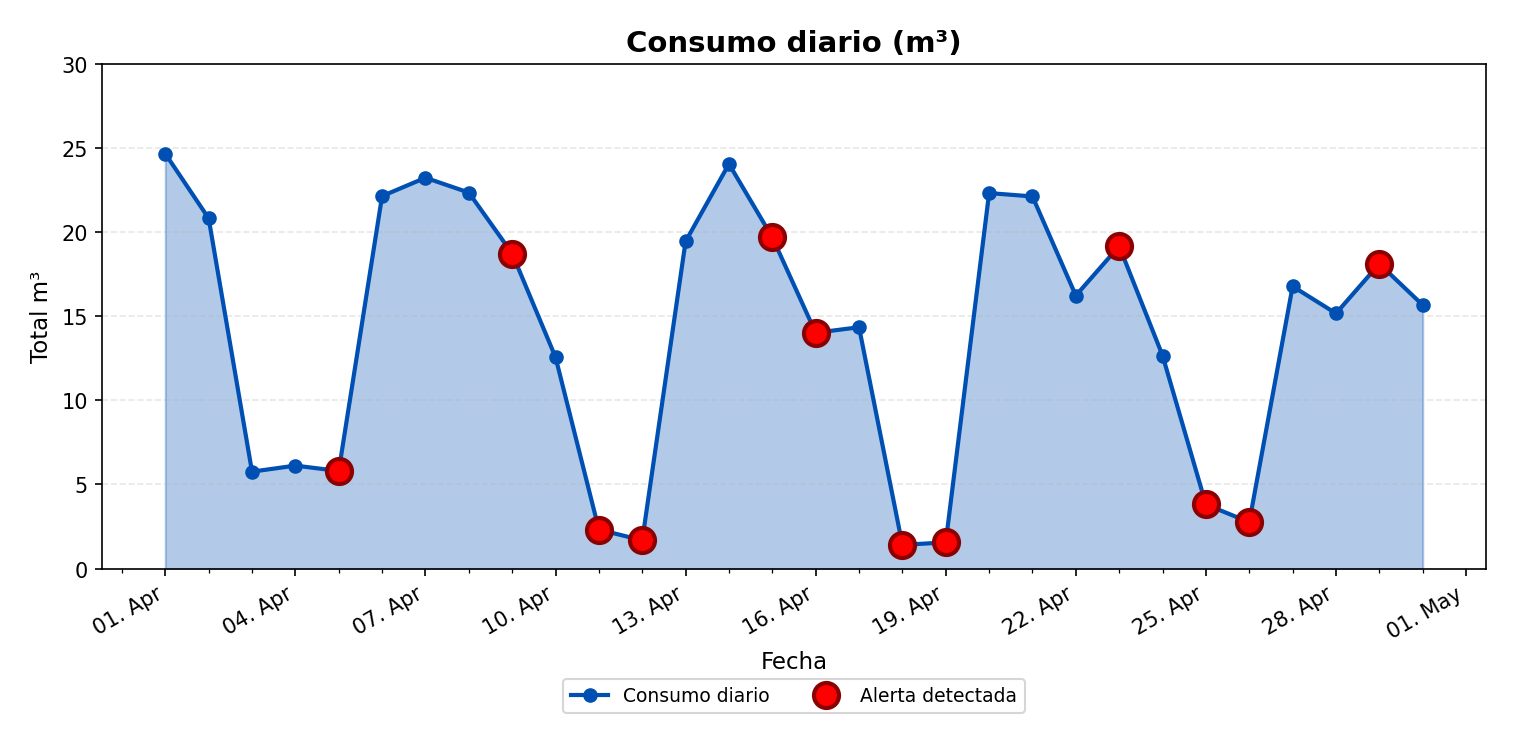 Consumo diario (m³)
30
25
20
15
10
5
0
Total m³
01. Apr
04. Apr
07. Apr
10. Apr
13. Apr
16. Apr
19. Apr
22. Apr
25. Apr
28. Apr
01. May
Fecha
Consumo diario
Alerta detectada